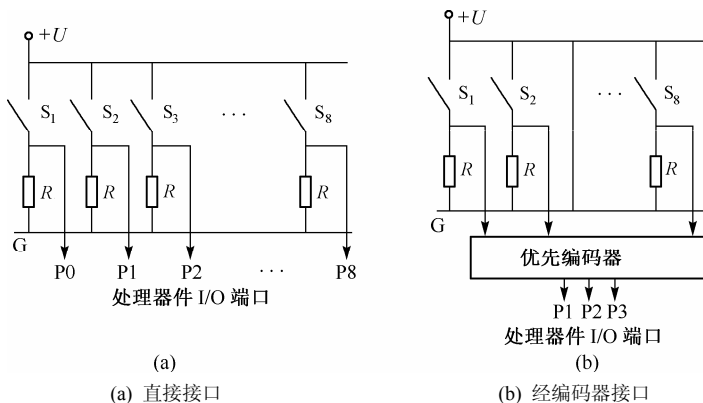 +U
S1 S2 S3 ··· S8
R R R R
G
P0 P1 P2 ··· P8
处理器件 I/O 端口
(a)
(a) 直接接口
+U
S1 S2 ··· S8
R R R
G
优先编码器
P1 P2 P3
处理器件 I/O 端口
(b)
(b) 经编码器接口